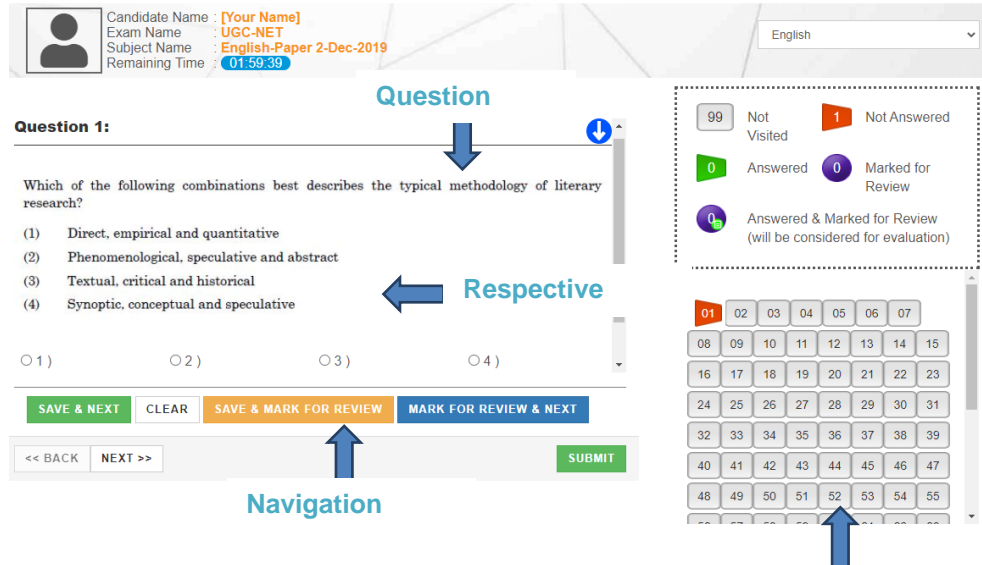 Candidate Name : [Your Name]
Exam Name : UGC-NET
Subject Name : English-Paper 2-Dec-2019
Remaining Time : 01:59:39
English
Question
Question 1:
Which of the following combinations best describes the typical methodology of literary
research?
(1) Direct, empirical and quantitative
(2) Phenomenological, speculative and abstract
(3) Textual, critical and historical
(4) Synoptic, conceptual and speculative
Respective
1 ) 2 ) 3 ) 4 )
SAVE & NEXT CLEAR SAVE & MARK FOR REVIEW MARK FOR REVIEW & NEXT
<< BACK NEXT >> SUBMIT
Navigation
99 Not Visited 1 Not Answered
0 Answered 0 Marked for Review
0 Answered & Marked for Review
(will be considered for evaluation)
01 02 03 04 05 06 07
08 09 10 11 12 13 14 15
16 17 18 19 20 21 22 23
24 25 26 27 28 29 30 31
32 33 34 35 36 37 38 39
40 41 42 43 44 45 46 47
48 49 50 51 52 53 54 55